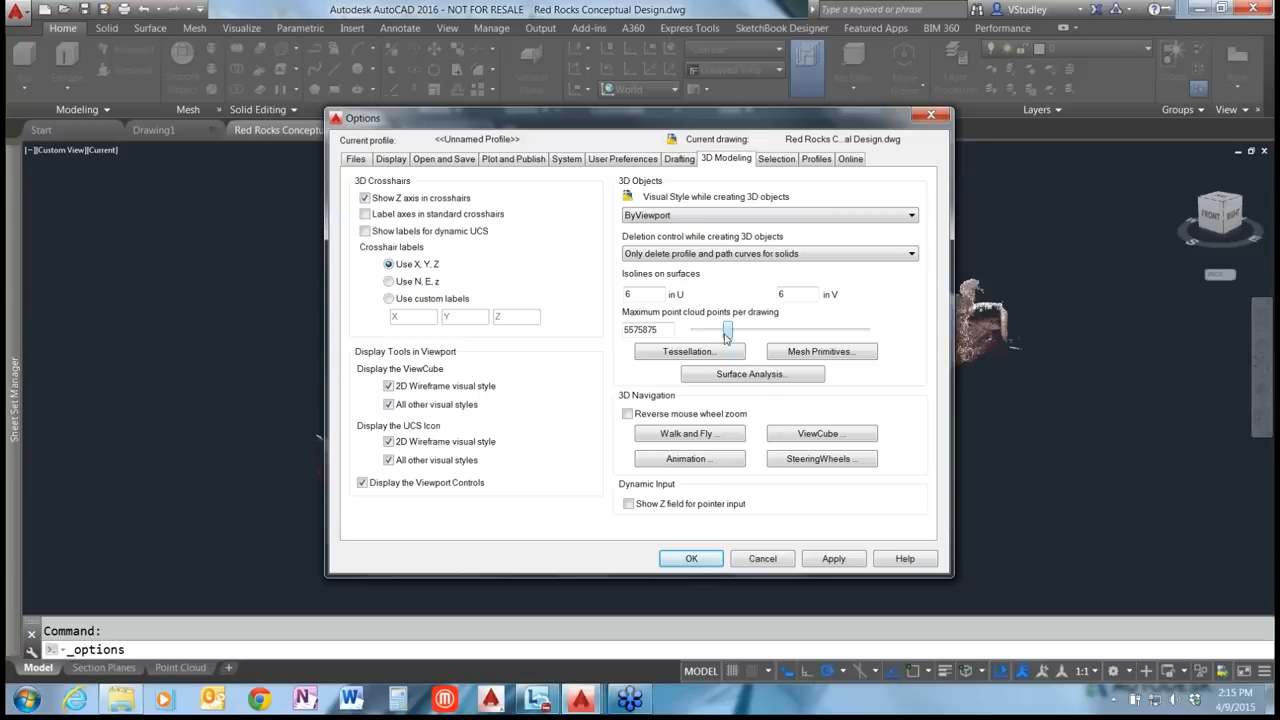 Autodesk AutoCAD 2016 - NOT FOR RESALE Red Rocks Conceptual Design.dwg
Type a keyword or phrase
VStudley
Home Solid Surface Mesh Visualize Parametric Insert Annotate View Manage Output Add-ins A360 Express Tools SketchBook Designer Featured Apps BIM 360 Performance
Box
Surface
World
0
Modeling
Mesh
Solid Editing
Layers
Groups
View
Start
Drawing1
Red Rocks Conceptu
[−][Custom View][Current]
Options
Current profile: <<Unnamed Profile>>
Current drawing: Red Rocks C...al Design.dwg
Files Display Open and Save Plot and Publish System User Preferences Drafting 3D Modeling Selection Profiles Online
3D Crosshairs
Show Z axis in crosshairs
Label axes in standard crosshairs
Show labels for dynamic UCS
Crosshair labels
Use X, Y, Z
Use N, E, z
Use custom labels
X Y Z
Display Tools in Viewport
Display the ViewCube
2D Wireframe visual style
All other visual styles
Display the UCS Icon
2D Wireframe visual style
All other visual styles
Display the Viewport Controls
3D Objects
Visual Style while creating 3D objects
ByViewport
Deletion control while creating 3D objects
Only delete profile and path curves for solids
Isolines on surfaces
6 in U 6 in V
Maximum point cloud points per drawing
5575875
Tessellation... Mesh Primitives...
Surface Analysis...
3D Navigation
Reverse mouse wheel zoom
Walk and Fly ... ViewCube ...
Animation ... SteeringWheels ...
Dynamic Input
Show Z field for pointer input
OK Cancel Apply Help
FRONT RIGHT
Sheet Set Manager
Command:
_options
Model Section Planes Point Cloud +
MODEL
1:1
2:15 PM
4/9/2015